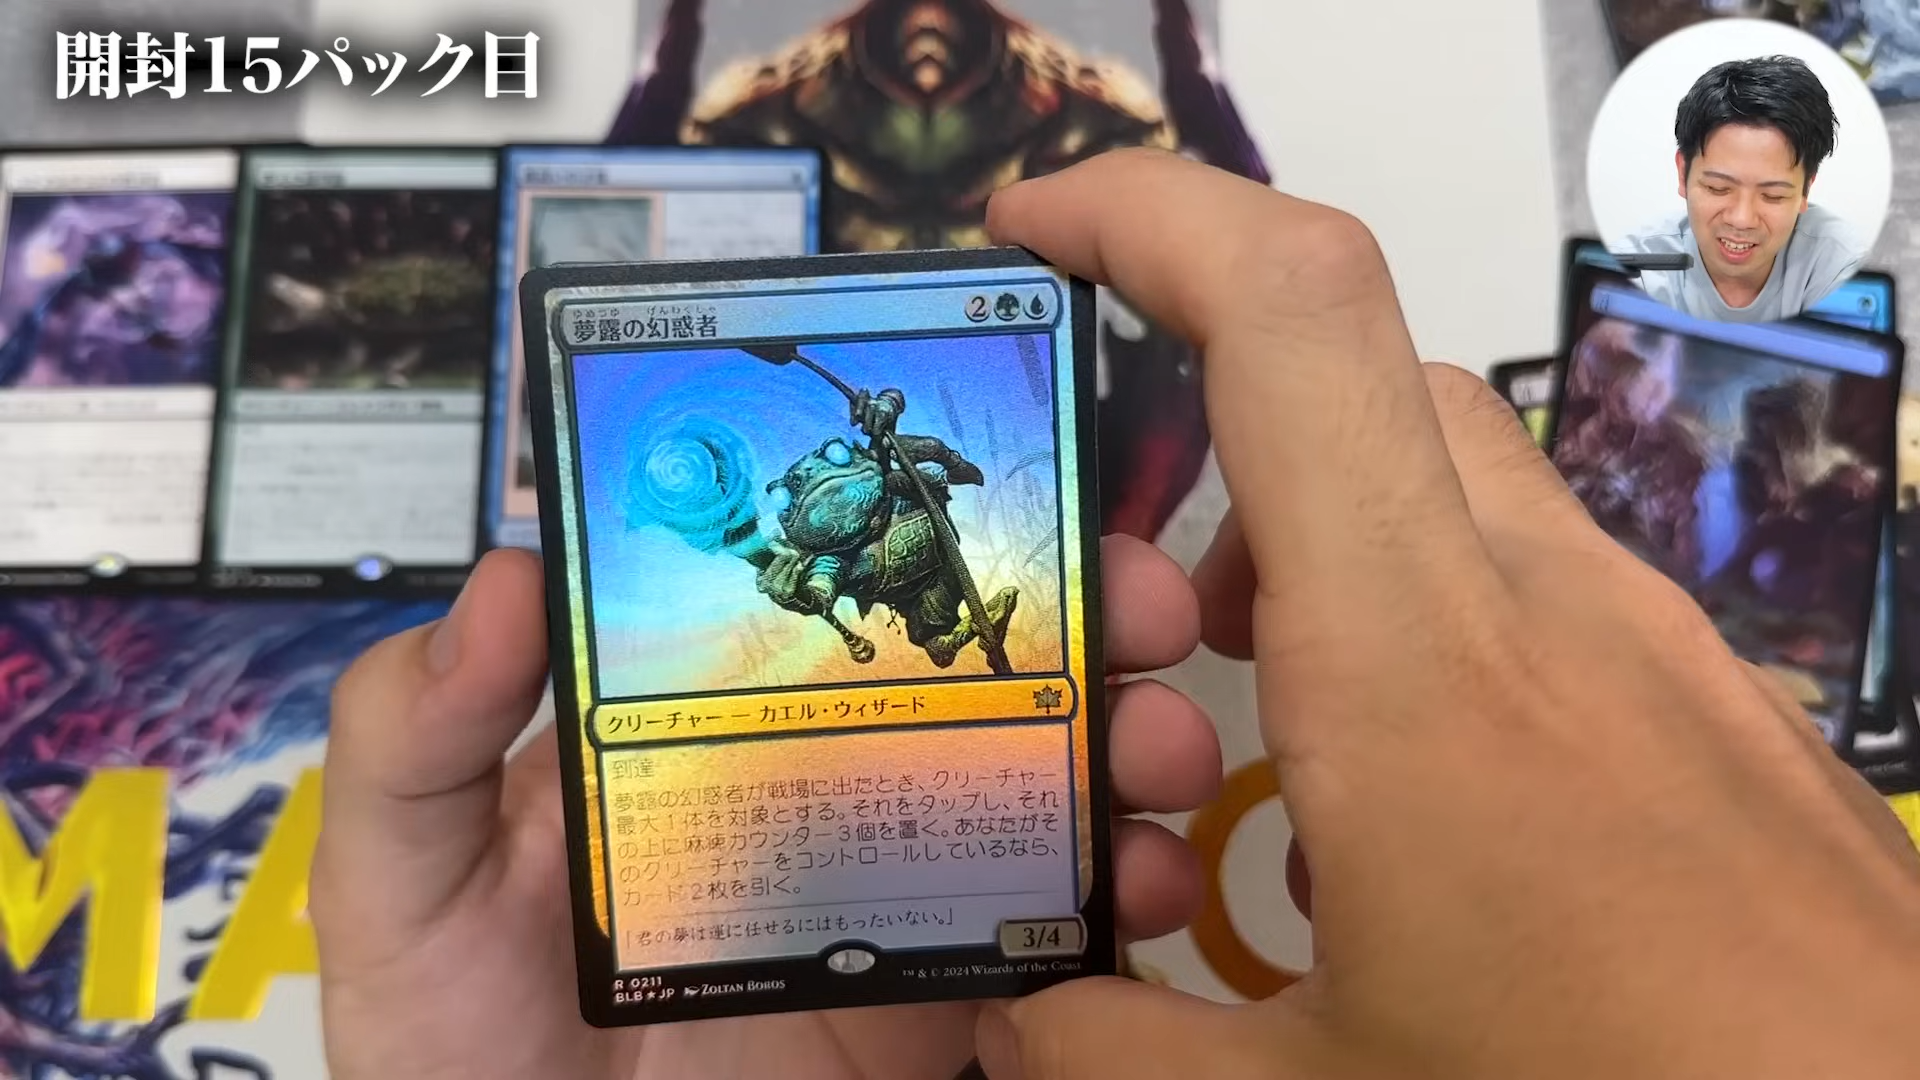 開封15パック目
夢露の幻惑者
ゆめつゆ げんわくしゃ
2
クリーチャー — カエル・ウィザード
到達
夢露の幻惑者が戦場に出たとき、クリーチャー
最大1体を対象とする。それをタップし、それ
の上に麻痺カウンター3個を置く。あなたがそ
のクリーチャーをコントロールしているなら、
カード2枚を引く。
「君の夢は運に任せるにはもったいない。」
3/4
R 0211
BLB★JP ZOLTAN BOROS
™ & © 2024 Wizards of the Coast
MA